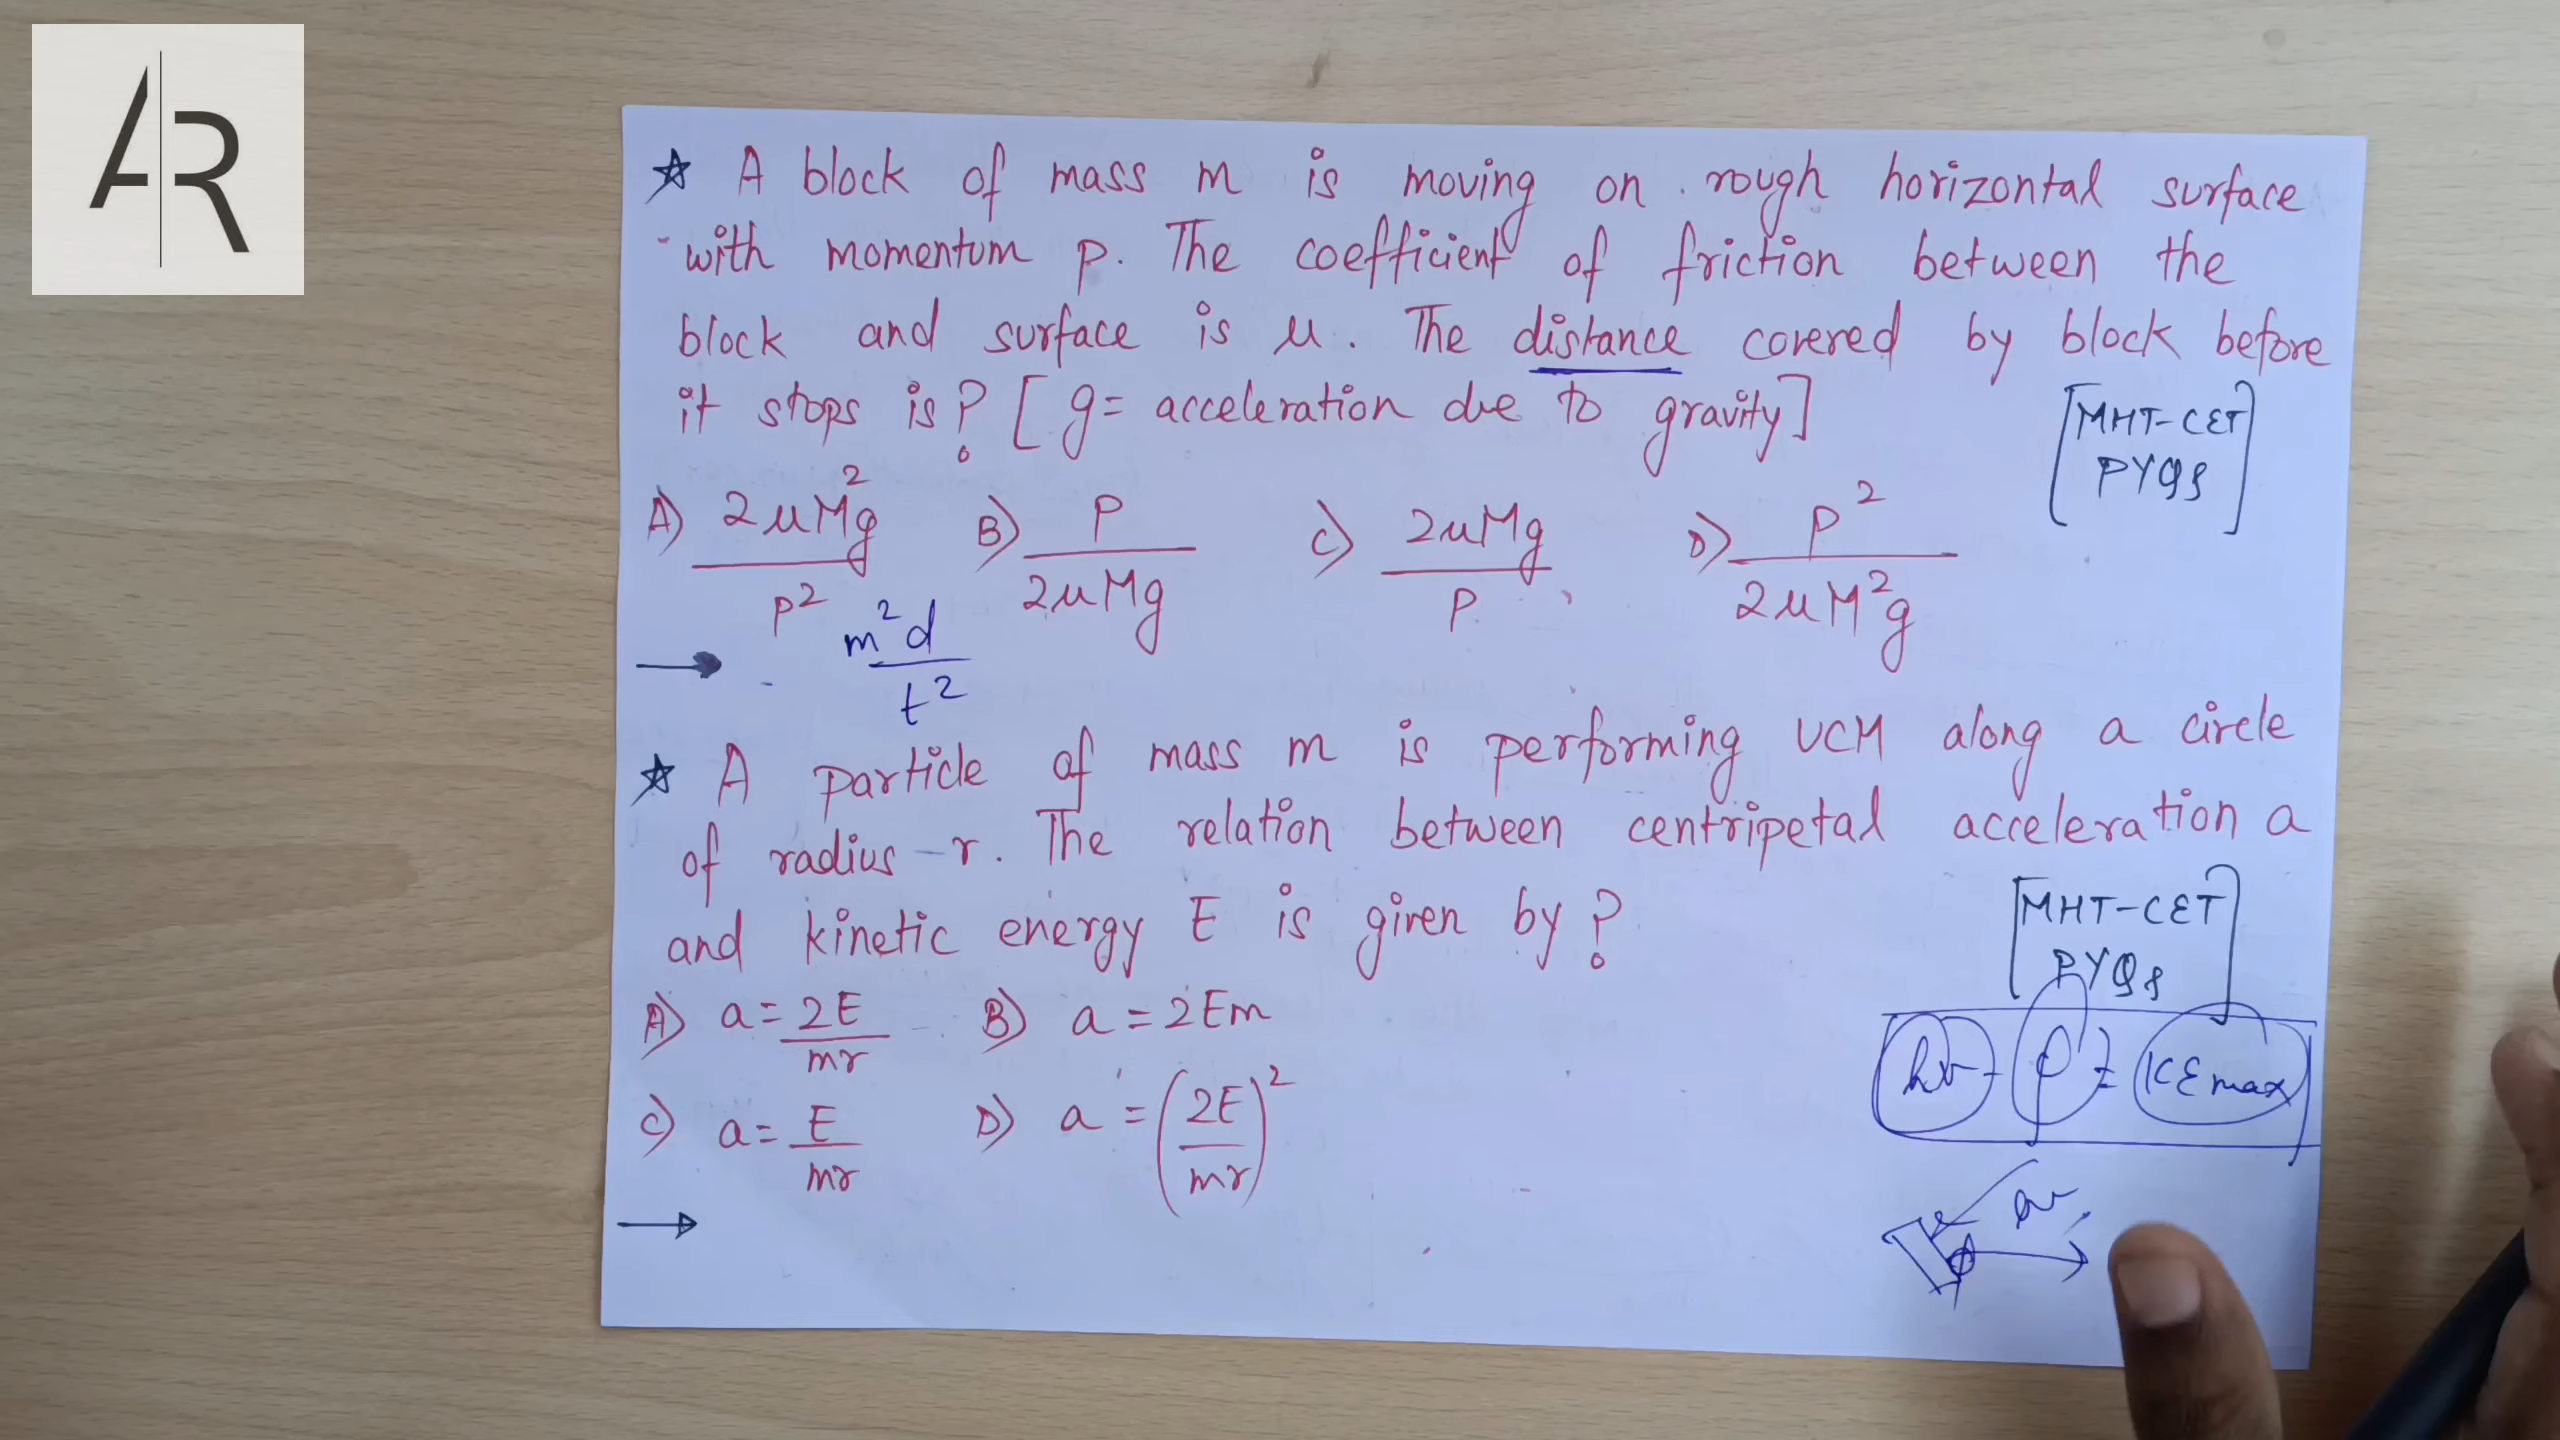 AR
☆ A block of mass m is moving on rough horizontal surface
with momentum p. The coefficient of friction between the
block and surface is μ. The distance covered by block before
it stops is? [g= acceleration due to gravity]
[MHT-CET
PYQs]
A) 2μMg² / P² B) P / 2μMg C) 2μMg / P D) P² / 2μM²g
m²d / t²
☆ A particle of mass m is performing UCM along a circle
of radius r. The relation between centripetal acceleration a
and kinetic energy E is given by?
[MHT-CET
PYQs]
A) a = 2E / mr B) a = 2Em
C) a = E / mr D) a = (2E / mr)²
KE max